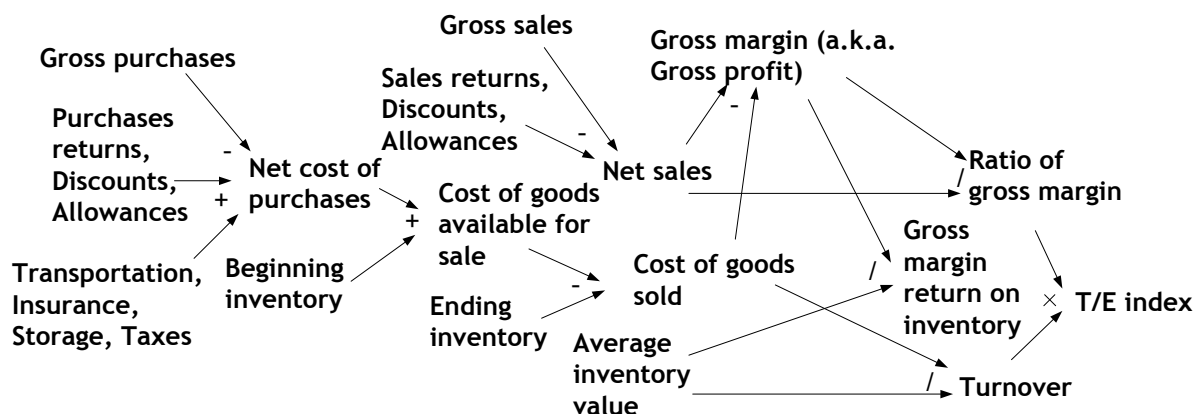 Gross sales
Gross purchases
Gross margin (a.k.a.
Gross profit)
Sales returns,
Discounts,
Allowances
-
-
Purchases
returns,
Discounts,
Allowances
-
+
Net cost of
purchases
Net sales
Ratio of
gross margin
/
Cost of goods
available for
sale
+
Transportation,
Insurance,
Storage, Taxes
Beginning
inventory
Ending
inventory
-
Cost of goods
sold
Gross
margin
return on
inventory
/
×
T/E index
Average
inventory
value
/
Turnover